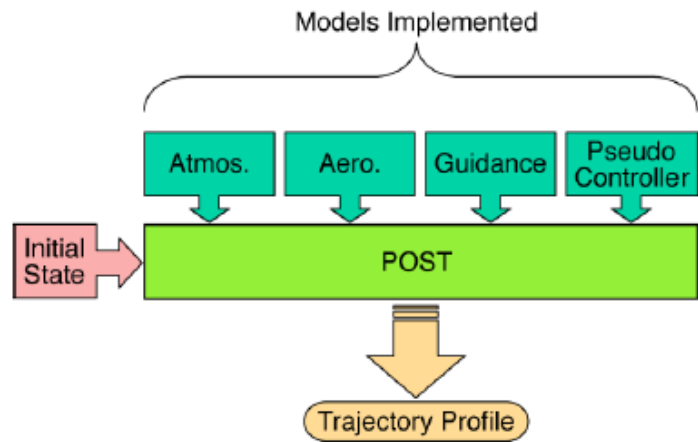 Models Implemented
Atmos.
Aero.
Guidance
Pseudo
Controller
Initial
State
POST
Trajectory Profile